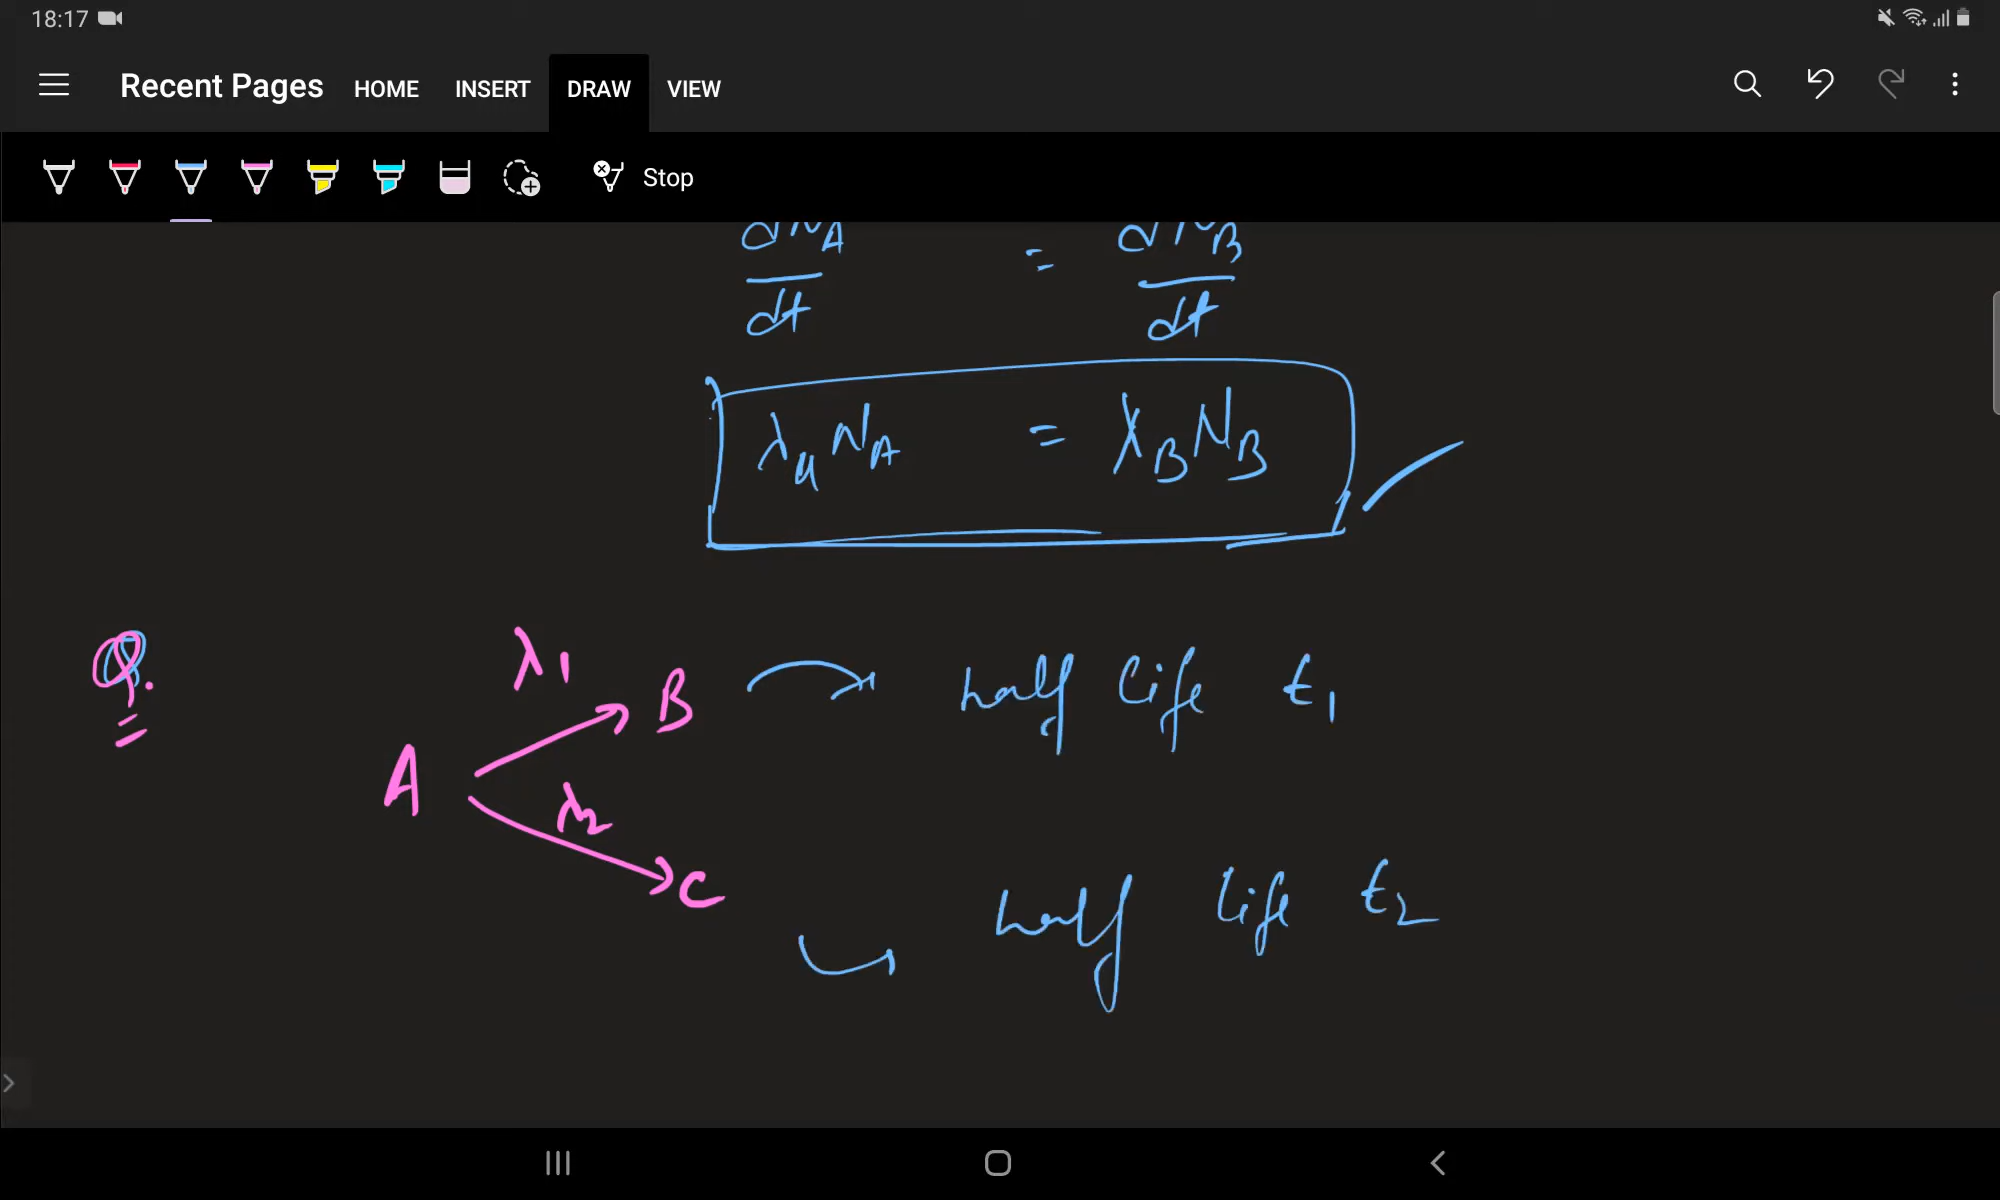 18:17
Recent Pages HOME INSERT DRAW VIEW
Stop
dN_A = dN_B
dt dt
λ_A N_A = λ_B N_B
Q.
λ1
B half life t1
A
λ2
C half life t2